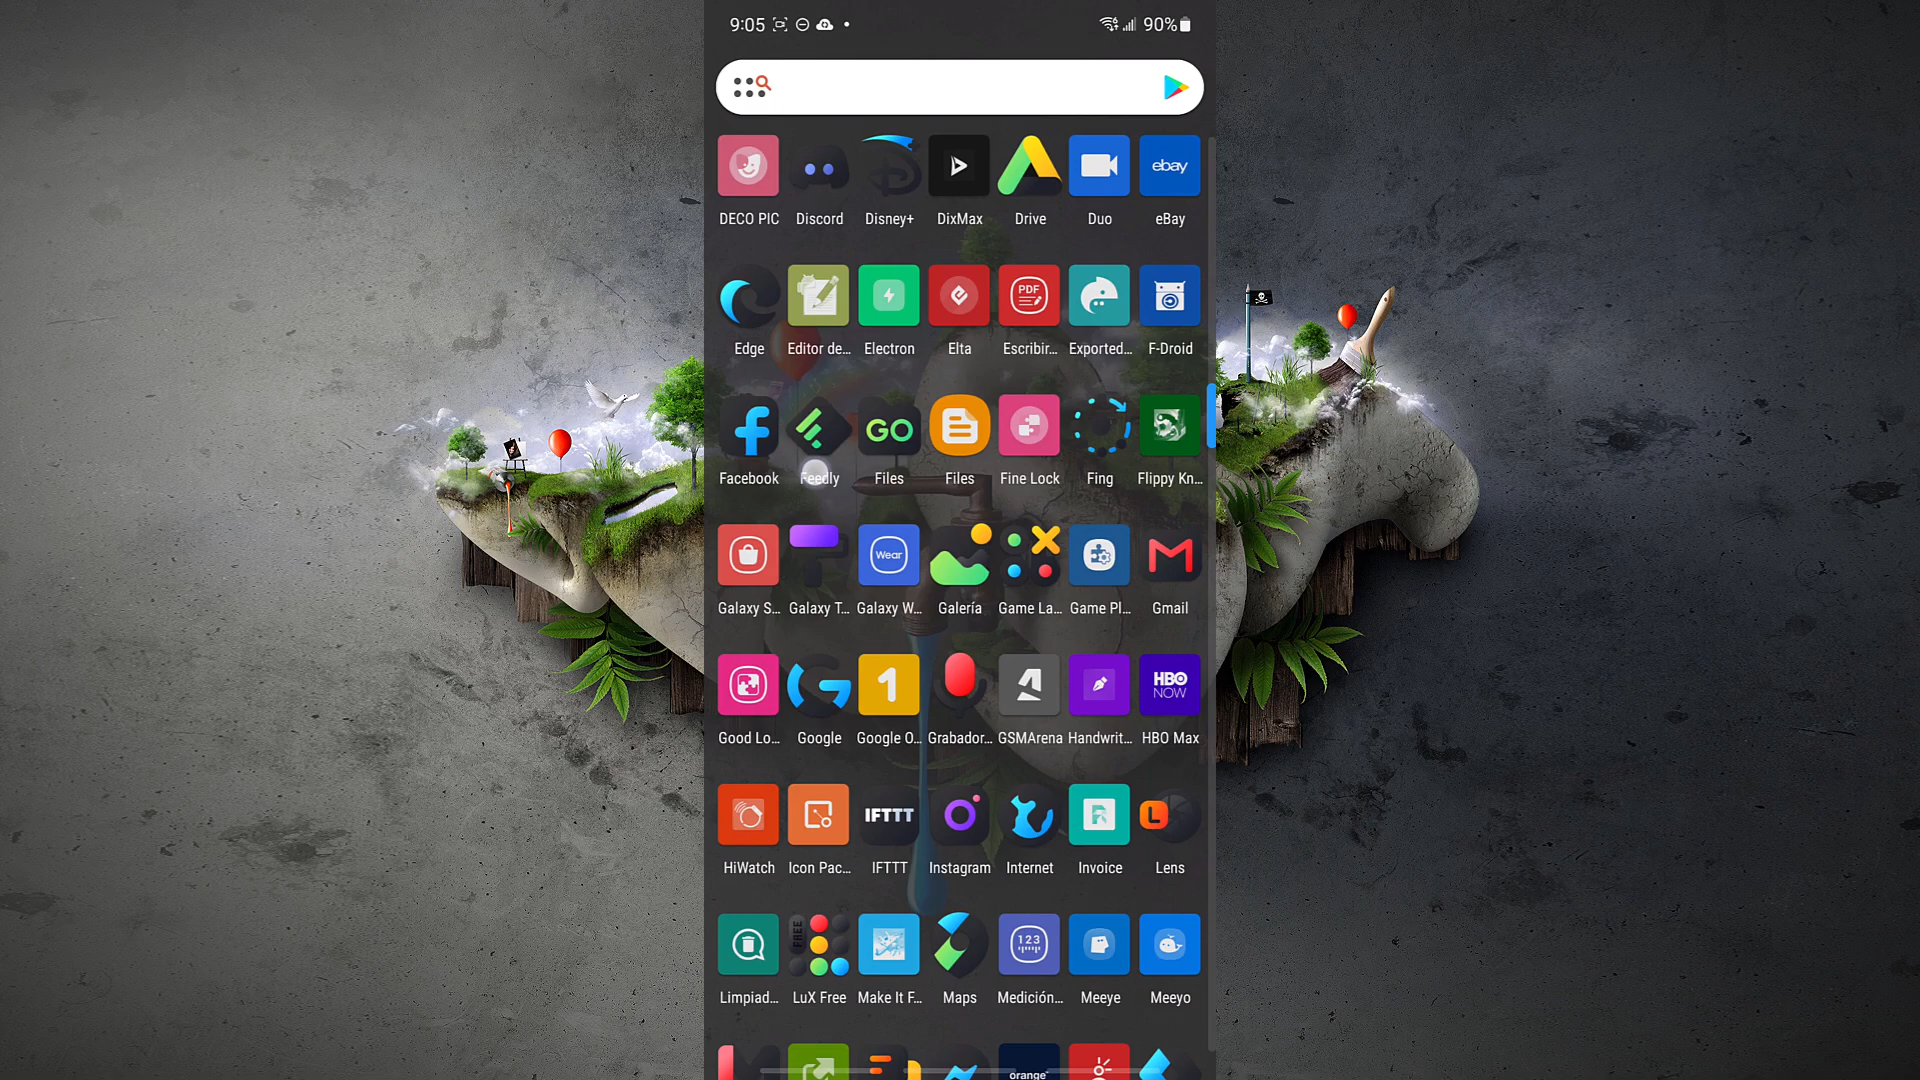 9:05 90%
DECO PIC Discord Disney+ DixMax Drive Duo eBay
ebay
Edge Editor de... Electron Elta Escribir... Exported... F-Droid
PDF
GO
Facebook Feedly Files Files Fine Lock Fing Flippy Kn...
Wear
Galaxy S... Galaxy T... Galaxy W... Galería Game La... Game Pl... Gmail
1
HBO
NOW
Good Lo... Google Google O... Grabador... GSMArena Handwrit... HBO Max
IFTTT
HiWatch Icon Pac... IFTTT Instagram Internet Invoice Lens
FREE
123
Limpiad... LuX Free Make It F... Maps Medición... Meeye Meeyo
orange